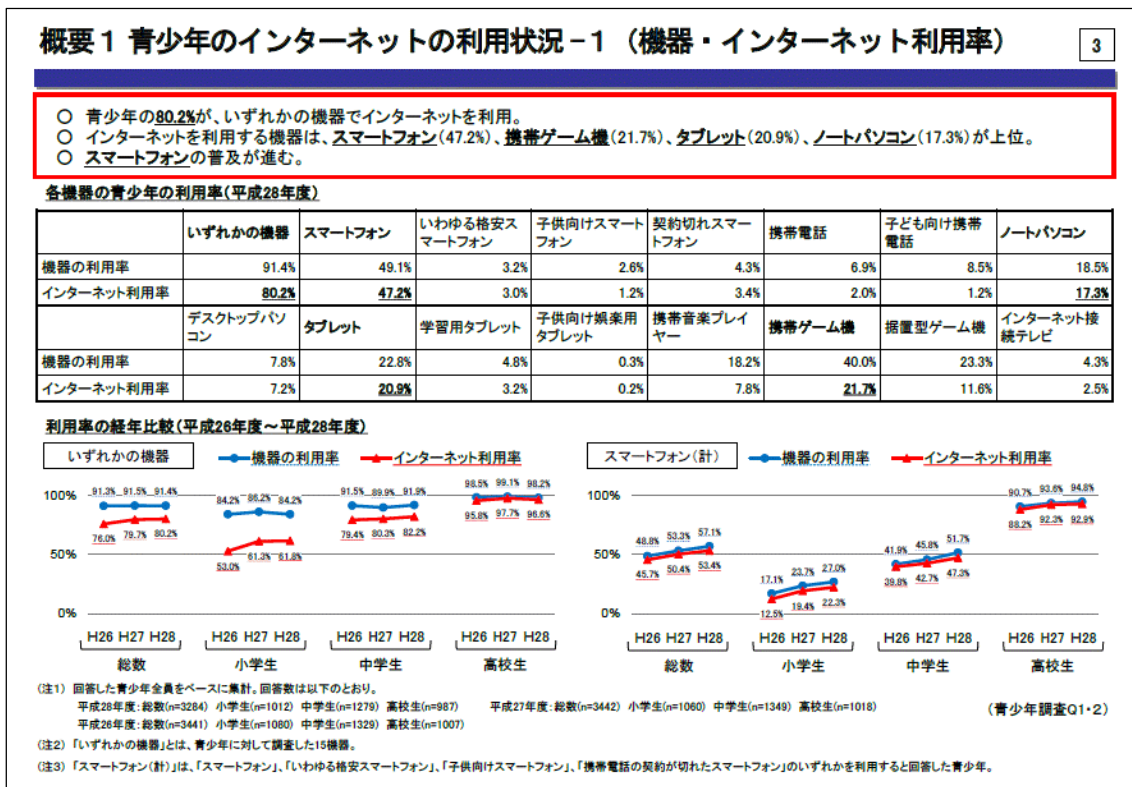 概要１ 青少年のインターネットの利用状況－１（機器・インターネット利用率）
3
○ 青少年の80.2%が、いずれかの機器でインターネットを利用。
○ インターネットを利用する機器は、スマートフォン(47.2%)、携帯ゲーム機(21.7%)、タブレット(20.9%)、ノートパソコン(17.3%)が上位。
○ スマートフォンの普及が進む。
各機器の青少年の利用率(平成28年度)
いずれかの機器 スマートフォン いわゆる格安スマートフォン 子供向けスマートフォン 契約切れスマートフォン 携帯電話 子ども向け携帯電話 ノートパソコン
機器の利用率 91.4% 49.1% 3.2% 2.6% 4.3% 6.9% 8.5% 18.5%
インターネット利用率 80.2% 47.2% 3.0% 1.2% 3.4% 2.0% 1.2% 17.3%
デスクトップパソコン タブレット 学習用タブレット 子供向け娯楽用タブレット 携帯音楽プレイヤー 携帯ゲーム機 据置型ゲーム機 インターネット接続テレビ
機器の利用率 7.8% 22.8% 4.8% 0.3% 18.2% 40.0% 23.3% 4.3%
インターネット利用率 7.2% 20.9% 3.2% 0.2% 7.8% 21.7% 11.6% 2.5%
利用率の経年比較(平成26年度～平成28年度)
いずれかの機器 機器の利用率 インターネット利用率
100%
50%
0%
91.3% 91.5% 91.4%
76.0% 79.7% 80.2%
84.2% 86.2% 84.2%
53.0% 61.3% 61.8%
91.5% 89.9% 91.9%
79.4% 80.3% 82.2%
98.5% 99.1% 98.2%
95.8% 97.7% 96.6%
H26 H27 H28 H26 H27 H28 H26 H27 H28 H26 H27 H28
総数 小学生 中学生 高校生
スマートフォン(計) 機器の利用率 インターネット利用率
100%
50%
0%
48.8% 53.3% 57.1%
45.7% 50.4% 53.4%
17.1% 23.7% 27.0%
12.5% 19.4% 22.3%
41.9% 45.8% 51.7%
39.8% 42.7% 47.3%
90.7% 93.6% 94.8%
88.2% 92.3% 92.9%
H26 H27 H28 H26 H27 H28 H26 H27 H28 H26 H27 H28
総数 小学生 中学生 高校生
(注1) 回答した青少年全員をベースに集計。回答数は以下のとおり。
平成28年度:総数(n=3284) 小学生(n=1012) 中学生(n=1279) 高校生(n=987) 平成27年度:総数(n=3442) 小学生(n=1060) 中学生(n=1349) 高校生(n=1018)
平成26年度:総数(n=3441) 小学生(n=1080) 中学生(n=1329) 高校生(n=1007)
（青少年調査Q1・2）
(注2) 「いずれかの機器」とは、青少年に対して調査した15機器。
(注3) 「スマートフォン(計)」は、「スマートフォン」、「いわゆる格安スマートフォン」、「子供向けスマートフォン」、「携帯電話の契約が切れたスマートフォン」のいずれかを利用すると回答した青少年。